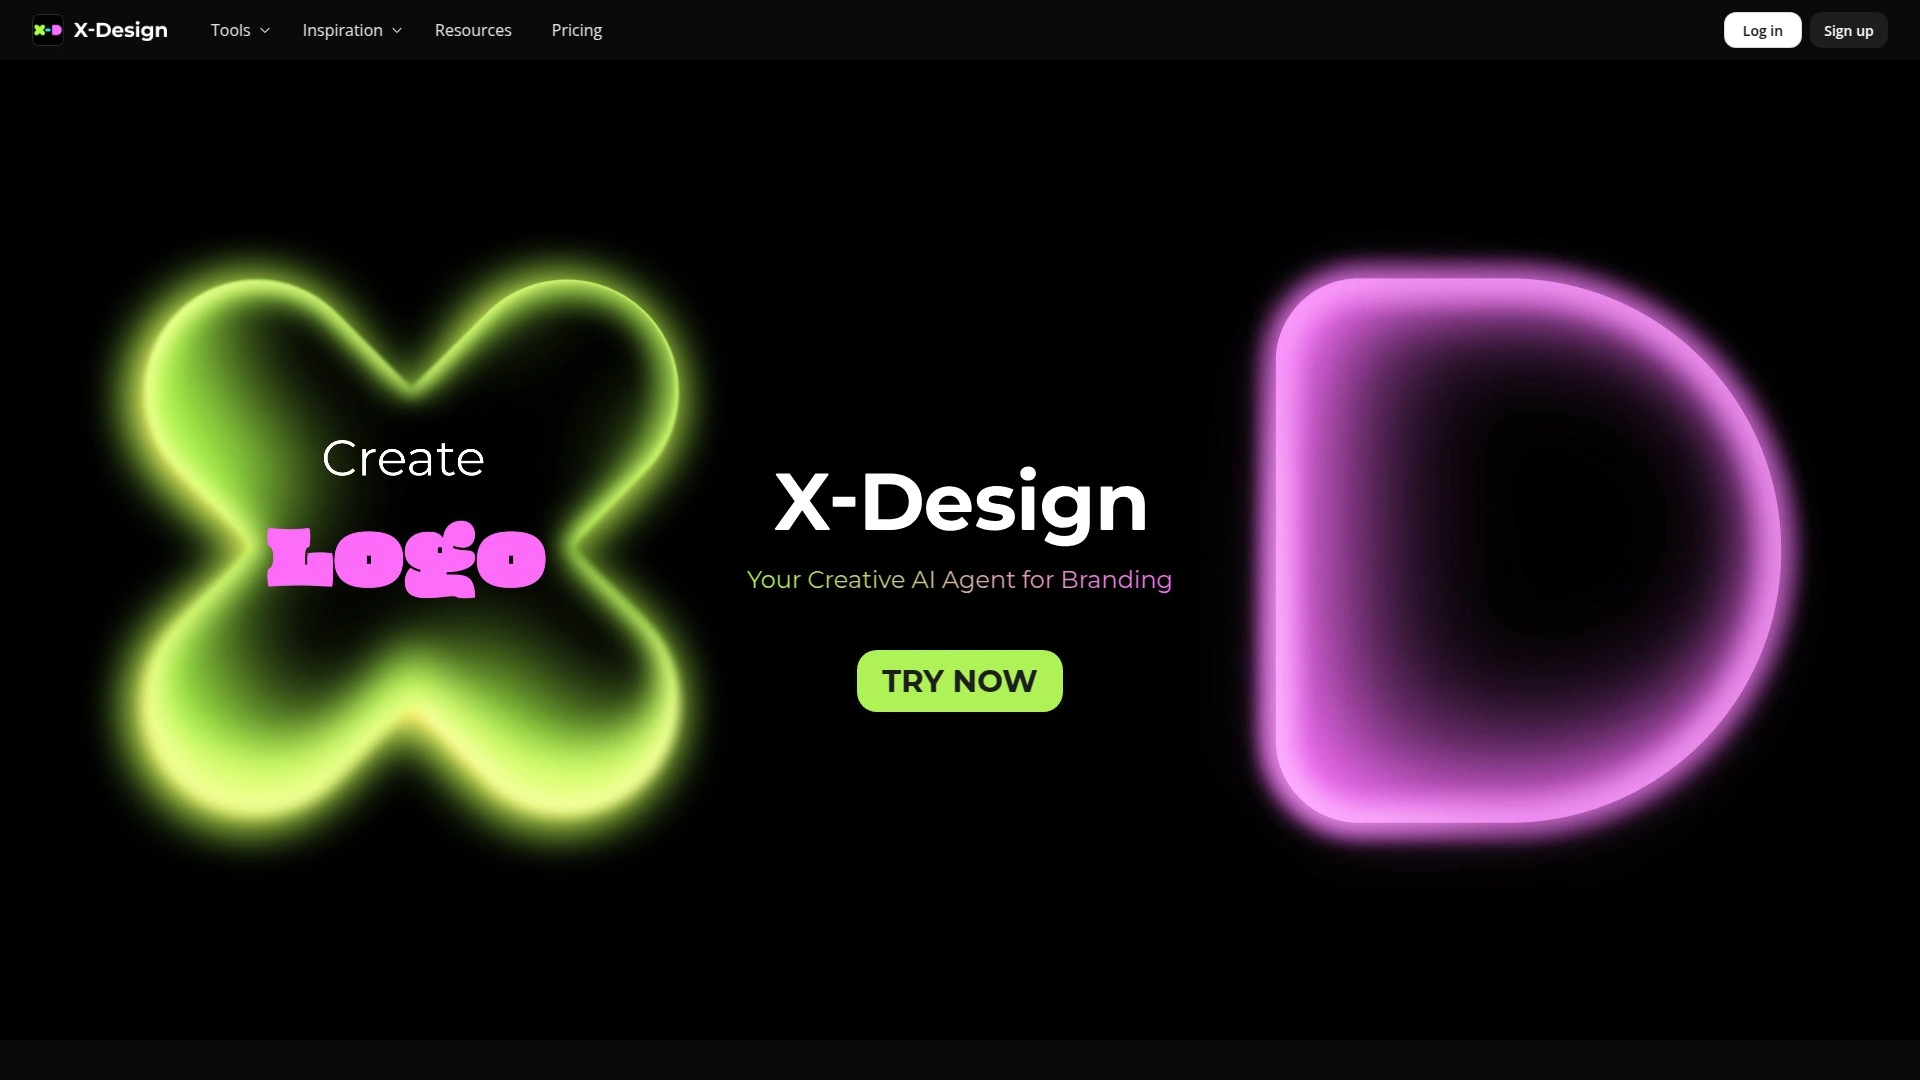 X-Design
Tools
Inspiration
Resources
Pricing
Log in
Sign up
Create
Logo
X-Design
Your Creative AI Agent for Branding
TRY NOW